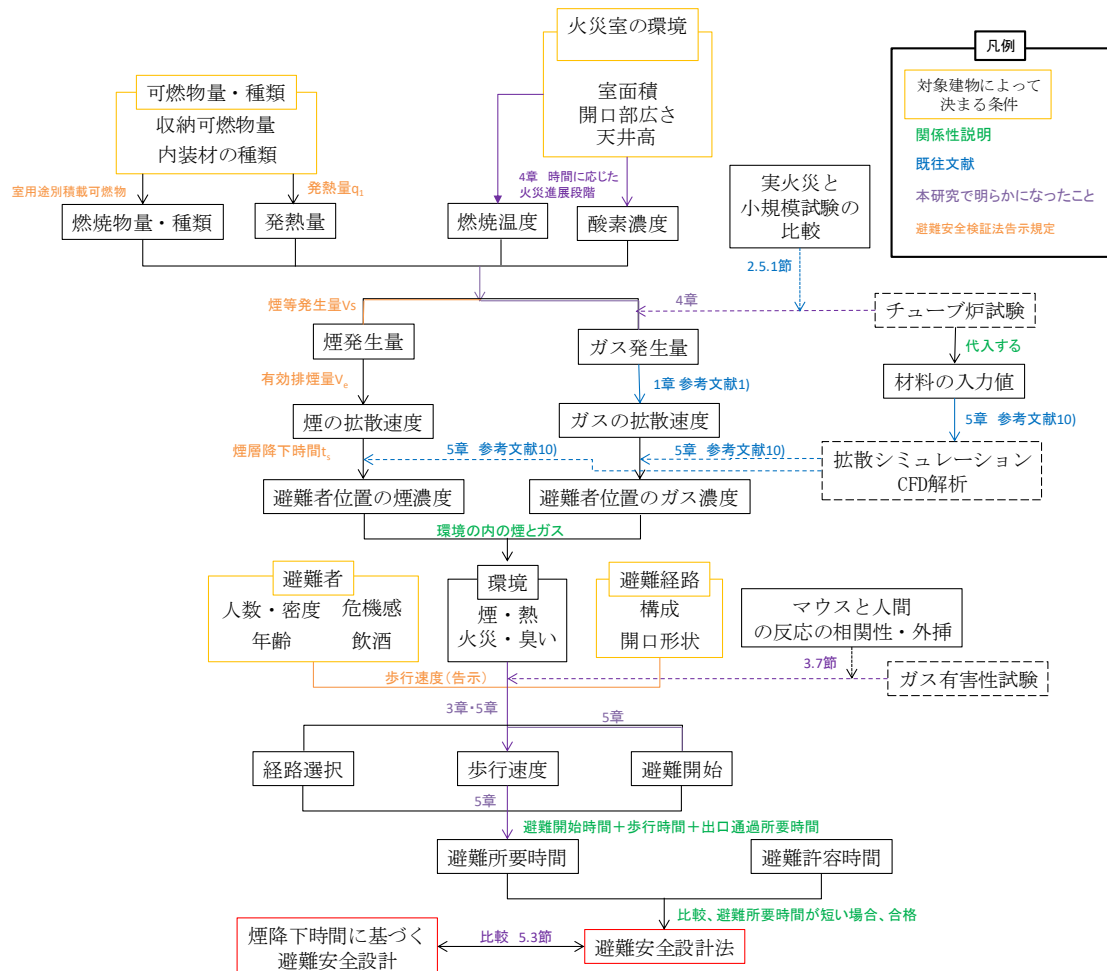 火災室の環境
室面積
開口部広さ
天井高
凡例
対象建物によって
決まる条件
関係性説明
既往文献
本研究で明らかになったこと
避難安全検証法告示規定
可燃物量・種類
収納可燃物量
内装材の種類
室用途別積載可燃物
発熱量q₁
4章 時間に応じた
火災進展段階
燃焼物量・種類
発熱量
燃焼温度
酸素濃度
実火災と
小規模試験の
比較
2.5.1節
煙等発生量Vs
4章
チューブ炉試験
煙発生量
ガス発生量
代入する
有効排煙量Vₑ
1章 参考文献1)
材料の入力値
煙の拡散速度
ガスの拡散速度
5章 参考文献10)
煙層降下時間tₛ
5章 参考文献10)
5章 参考文献10)
拡散シミュレーション
CFD解析
避難者位置の煙濃度
避難者位置のガス濃度
環境の内の煙とガス
避難者
人数・密度 危機感
年齢 飲酒
環境
煙・熱
火災・臭い
避難経路
構成
開口形状
マウスと人間
の反応の相関性・外挿
3.7節
歩行速度(告示)
ガス有害性試験
3章・5章
5章
経路選択
歩行速度
避難開始
5章
避難開始時間＋歩行時間＋出口通過所要時間
避難所要時間
避難許容時間
比較、避難所要時間が短い場合、合格
煙降下時間に基づく
避難安全設計
比較 5.3節
避難安全設計法